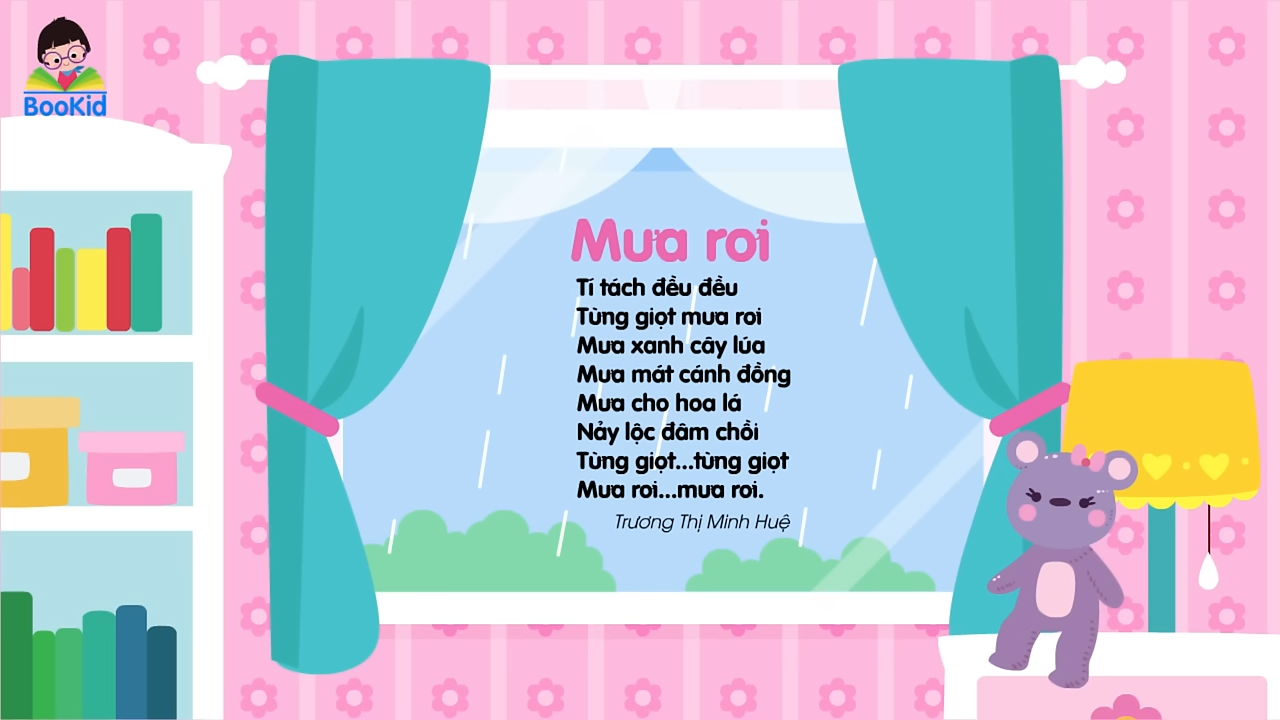 BooKid
Mưa rơi
Tí tách đều đều
Từng giọt mưa rơi
Mưa xanh cây lúa
Mưa mát cánh đồng
Mưa cho hoa lá
Nảy lộc đâm chồi
Từng giọt...từng giọt
Mưa rơi...mưa rơi.
Trương Thị Minh Huệ